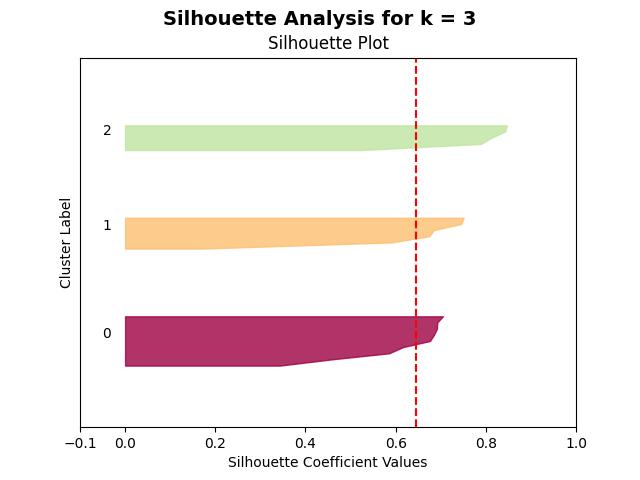 Silhouette Analysis for k = 3
Silhouette Plot
Cluster Label
2
1
0
−0.1 0.0 0.2 0.4 0.6 0.8 1.0
Silhouette Coefficient Values